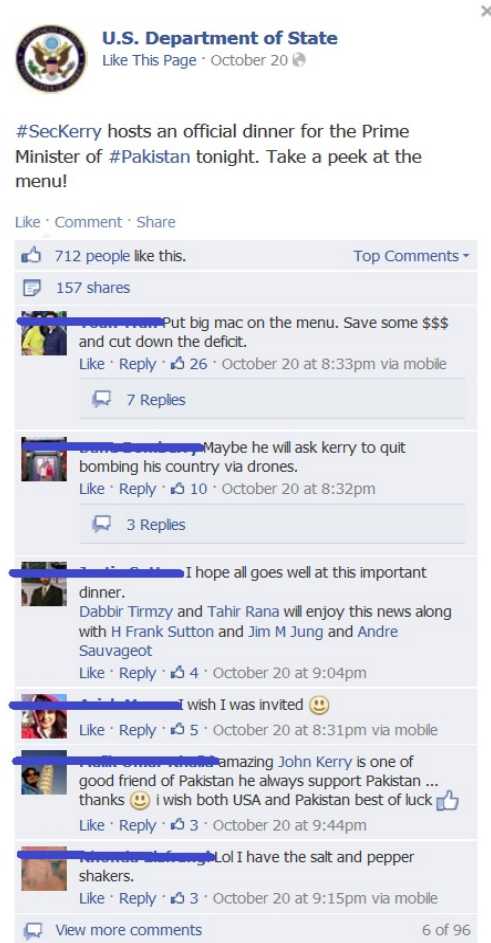 U.S. Department of State
Like This Page · October 20
#SecKerry hosts an official dinner for the Prime
Minister of #Pakistan tonight. Take a peek at the
menu!
Like · Comment · Share
712 people like this.
Top Comments
157 shares
Put big mac on the menu. Save some $$$
and cut down the deficit.
Like · Reply · 26 · October 20 at 8:33pm via mobile
7 Replies
Maybe he will ask kerry to quit
bombing his country via drones.
Like · Reply · 10 · October 20 at 8:32pm
3 Replies
I hope all goes well at this important
dinner.
Dabbir Tirmzy and Tahir Rana will enjoy this news along
with H Frank Sutton and Jim M Jung and Andre
Sauvageot
Like · Reply · 4 · October 20 at 9:04pm
I wish I was invited
Like · Reply · 5 · October 20 at 8:31pm via mobile
amazing John Kerry is one of
good friend of Pakistan he always support Pakistan ...
thanks i wish both USA and Pakistan best of luck
Like · Reply · 3 · October 20 at 9:44pm
Lol I have the salt and pepper
shakers.
Like · Reply · 3 · October 20 at 9:15pm via mobile
View more comments
6 of 96